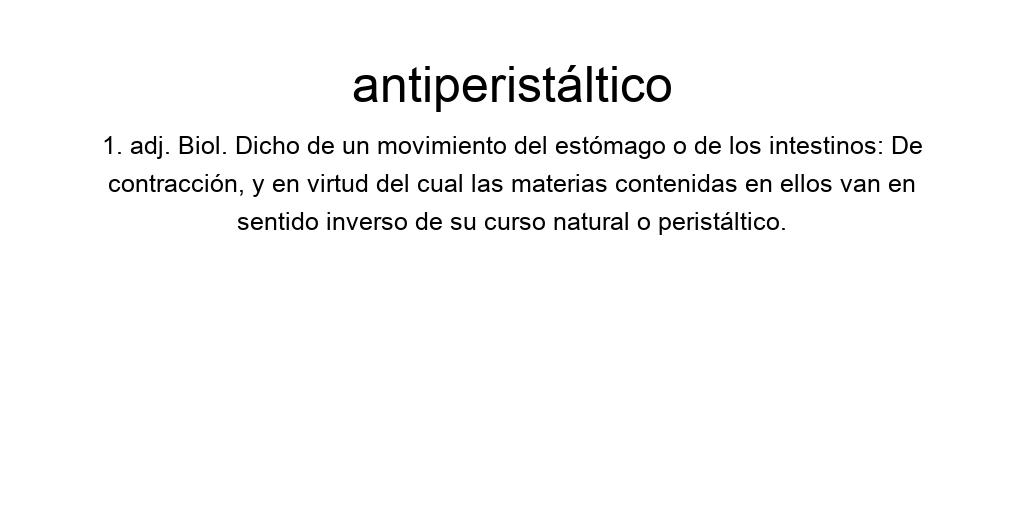 antiperistáltico
1. adj. Biol. Dicho de un movimiento del estómago o de los intestinos: De
contracción, y en virtud del cual las materias contenidas en ellos van en
sentido inverso de su curso natural o peristáltico.